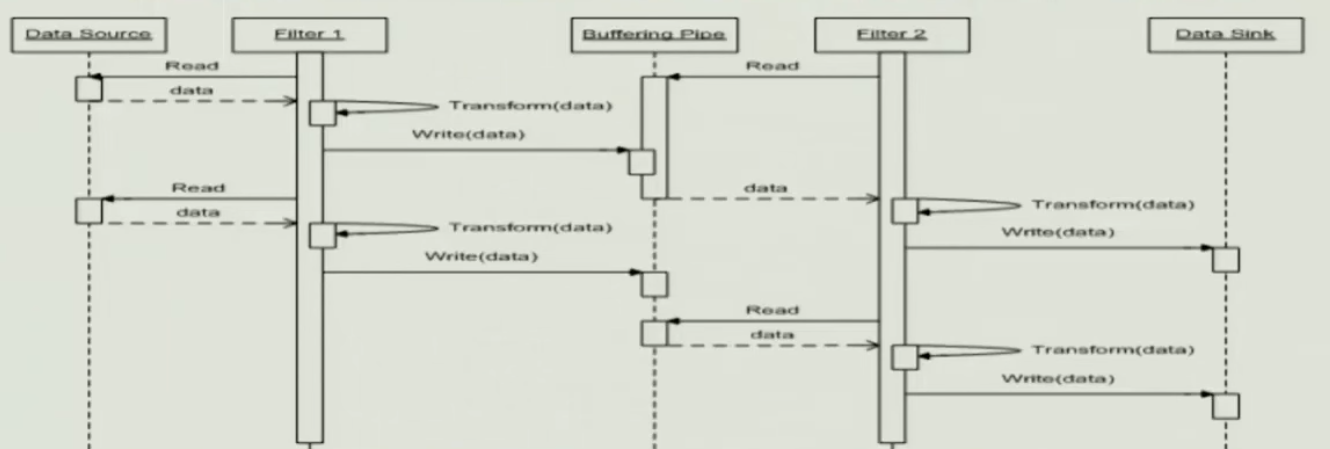 Data Source Filter 1 Buffering Pipe Filter 2 Data Sink
Read Read
data
Transform(data)
Write(data)
Read data
data Transform(data)
Transform(data) Write(data)
Write(data)
Read
data
Transform(data)
Write(data)